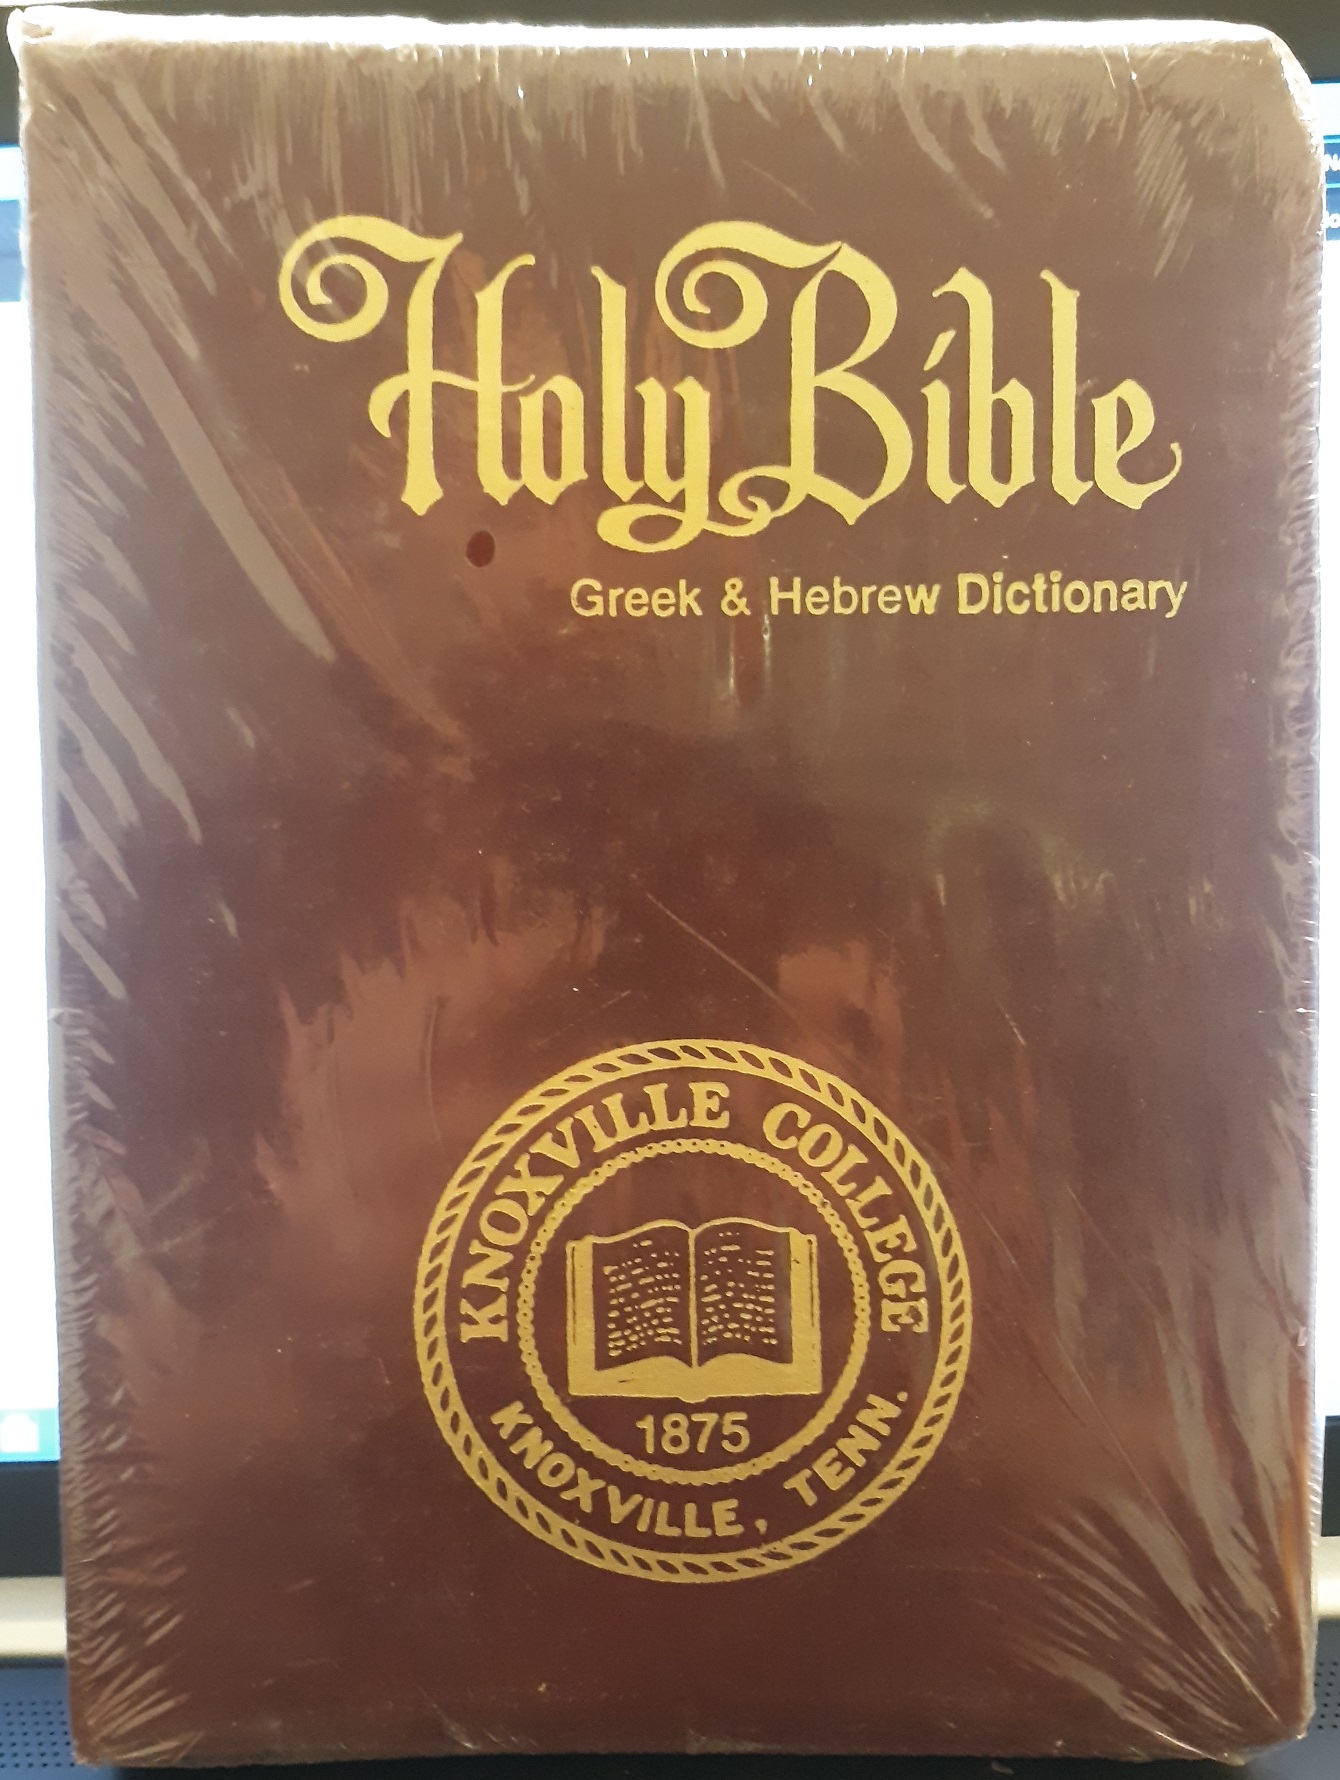 Holy Bible
Greek & Hebrew Dictionary
KNOXVILLE COLLEGE
1875
KNOXVILLE, TENN.